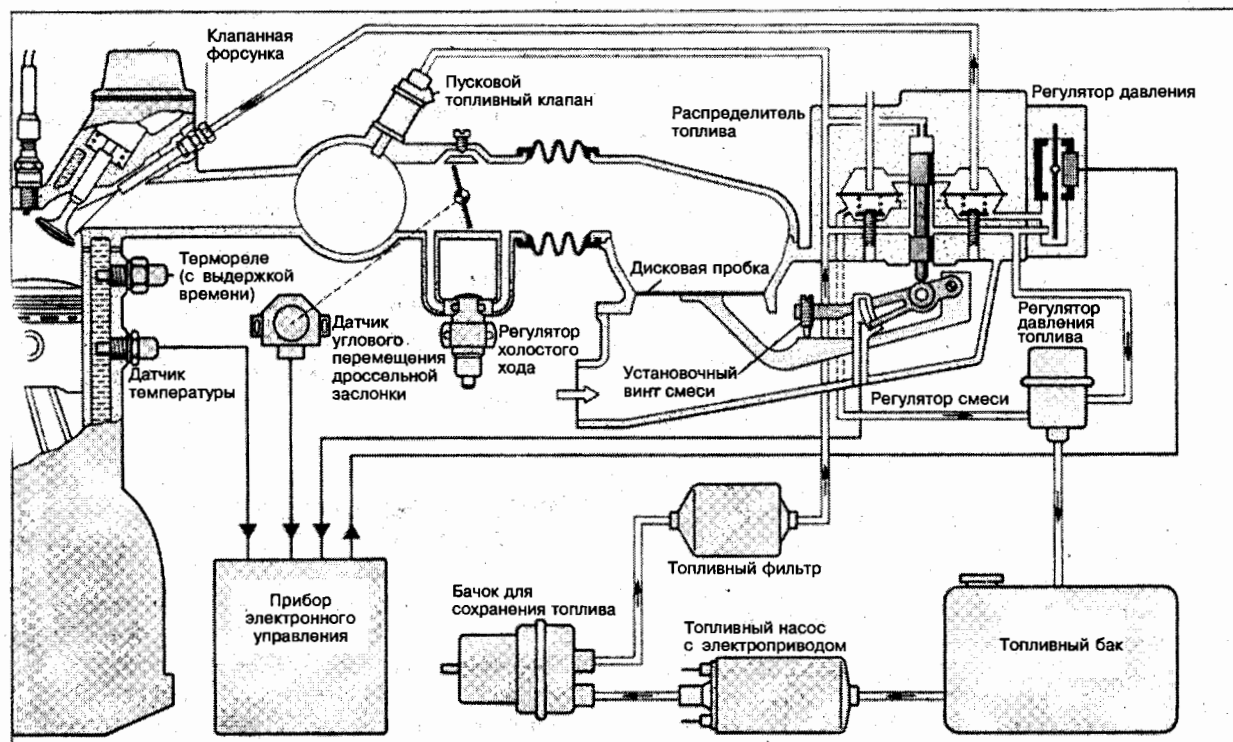 Клапанная
форсунка
Пусковой
топливный клапан
Распределитель
топлива
Регулятор давления
Термореле
(с выдержкой
времени)
Датчик
температуры
Датчик
углового
перемещения
дроссельной
заслонки
Регулятор
холостого
хода
Дисковая пробка
Установочный
винт смеси
Регулятор смеси
Регулятор
давления
топлива
Прибор
электронного
управления
Топливный фильтр
Бачок для
сохранения топлива
Топливный насос
с электроприводом
Топливный бак